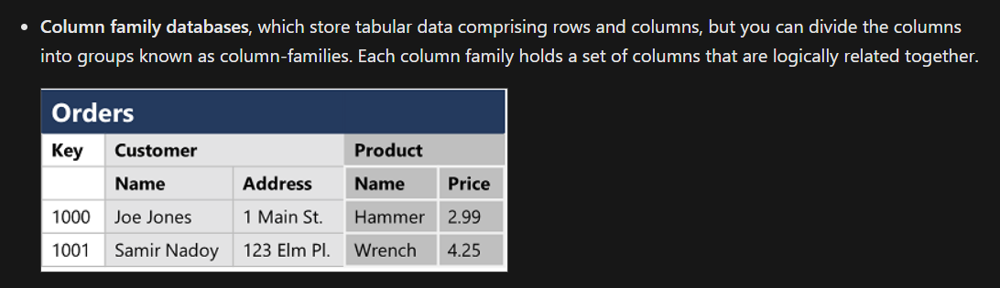 • Column family databases, which store tabular data comprising rows and columns, but you can divide the columns
into groups known as column-families. Each column family holds a set of columns that are logically related together.
Orders
Key Customer Product
Name Address Name Price
1000 Joe Jones 1 Main St. Hammer 2.99
1001 Samir Nadoy 123 Elm Pl. Wrench 4.25